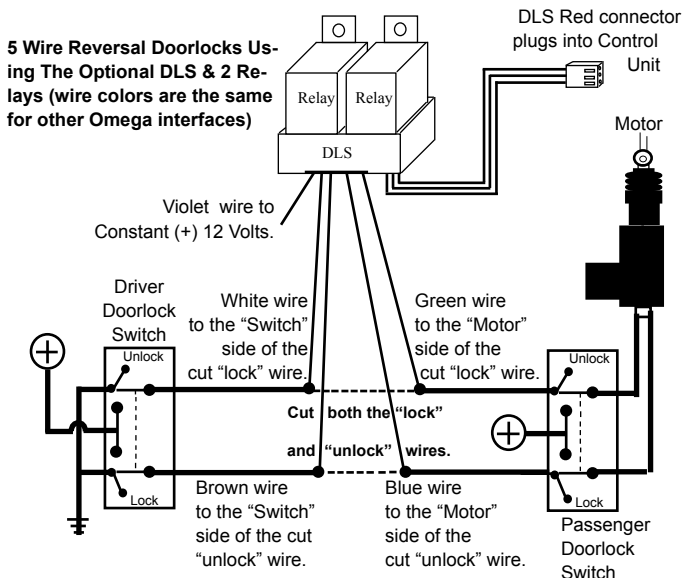 5 Wire Reversal Doorlocks Us-
ing The Optional DLS & 2 Re-
lays (wire colors are the same
for other Omega interfaces)
DLS Red connector
plugs into Control
Unit
Relay
Relay
DLS
Motor
Violet wire to
Constant (+) 12 Volts.
Driver
Doorlock
Switch
White wire
to the “Switch”
side of the
cut “lock” wire.
Green wire
to the “Motor”
side of the
cut “lock” wire.
Unlock
Unlock
Cut both the “lock”
and “unlock” wires.
Lock
Lock
Brown wire
to the “Switch”
side of the cut
“unlock” wire.
Blue wire
to the “Motor”
side of the
cut “unlock” wire.
Passenger
Doorlock
Switch